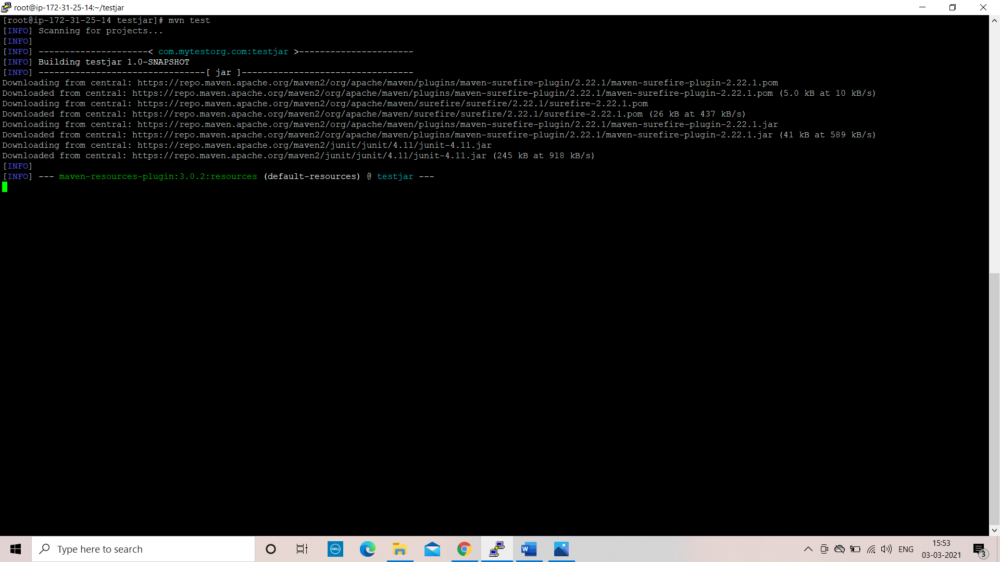 root@ip-172-31-25-14:~/testjar
[root@ip-172-31-25-14 testjar]# mvn test
[INFO] Scanning for projects...
[INFO]
[INFO] ---------------------< com.mytestorg.com:testjar >----------------------
[INFO] Building testjar 1.0-SNAPSHOT
[INFO] --------------------------------[ jar ]---------------------------------
Downloading from central: https://repo.maven.apache.org/maven2/org/apache/maven/plugins/maven-surefire-plugin/2.22.1/maven-surefire-plugin-2.22.1.pom
Downloaded from central: https://repo.maven.apache.org/maven2/org/apache/maven/plugins/maven-surefire-plugin/2.22.1/maven-surefire-plugin-2.22.1.pom (5.0 kB at 10 kB/s)
Downloading from central: https://repo.maven.apache.org/maven2/org/apache/maven/surefire/surefire/2.22.1/surefire-2.22.1.pom
Downloaded from central: https://repo.maven.apache.org/maven2/org/apache/maven/surefire/surefire/2.22.1/surefire-2.22.1.pom (26 kB at 437 kB/s)
Downloading from central: https://repo.maven.apache.org/maven2/org/apache/maven/plugins/maven-surefire-plugin/2.22.1/maven-surefire-plugin-2.22.1.jar
Downloaded from central: https://repo.maven.apache.org/maven2/org/apache/maven/plugins/maven-surefire-plugin/2.22.1/maven-surefire-plugin-2.22.1.jar (41 kB at 589 kB/s)
Downloading from central: https://repo.maven.apache.org/maven2/junit/junit/4.11/junit-4.11.jar
Downloaded from central: https://repo.maven.apache.org/maven2/junit/junit/4.11/junit-4.11.jar (245 kB at 918 kB/s)
[INFO]
[INFO] --- maven-resources-plugin:3.0.2:resources (default-resources) @ testjar ---
Type here to search
DELL
W
ENG
15:53
03-03-2021
3